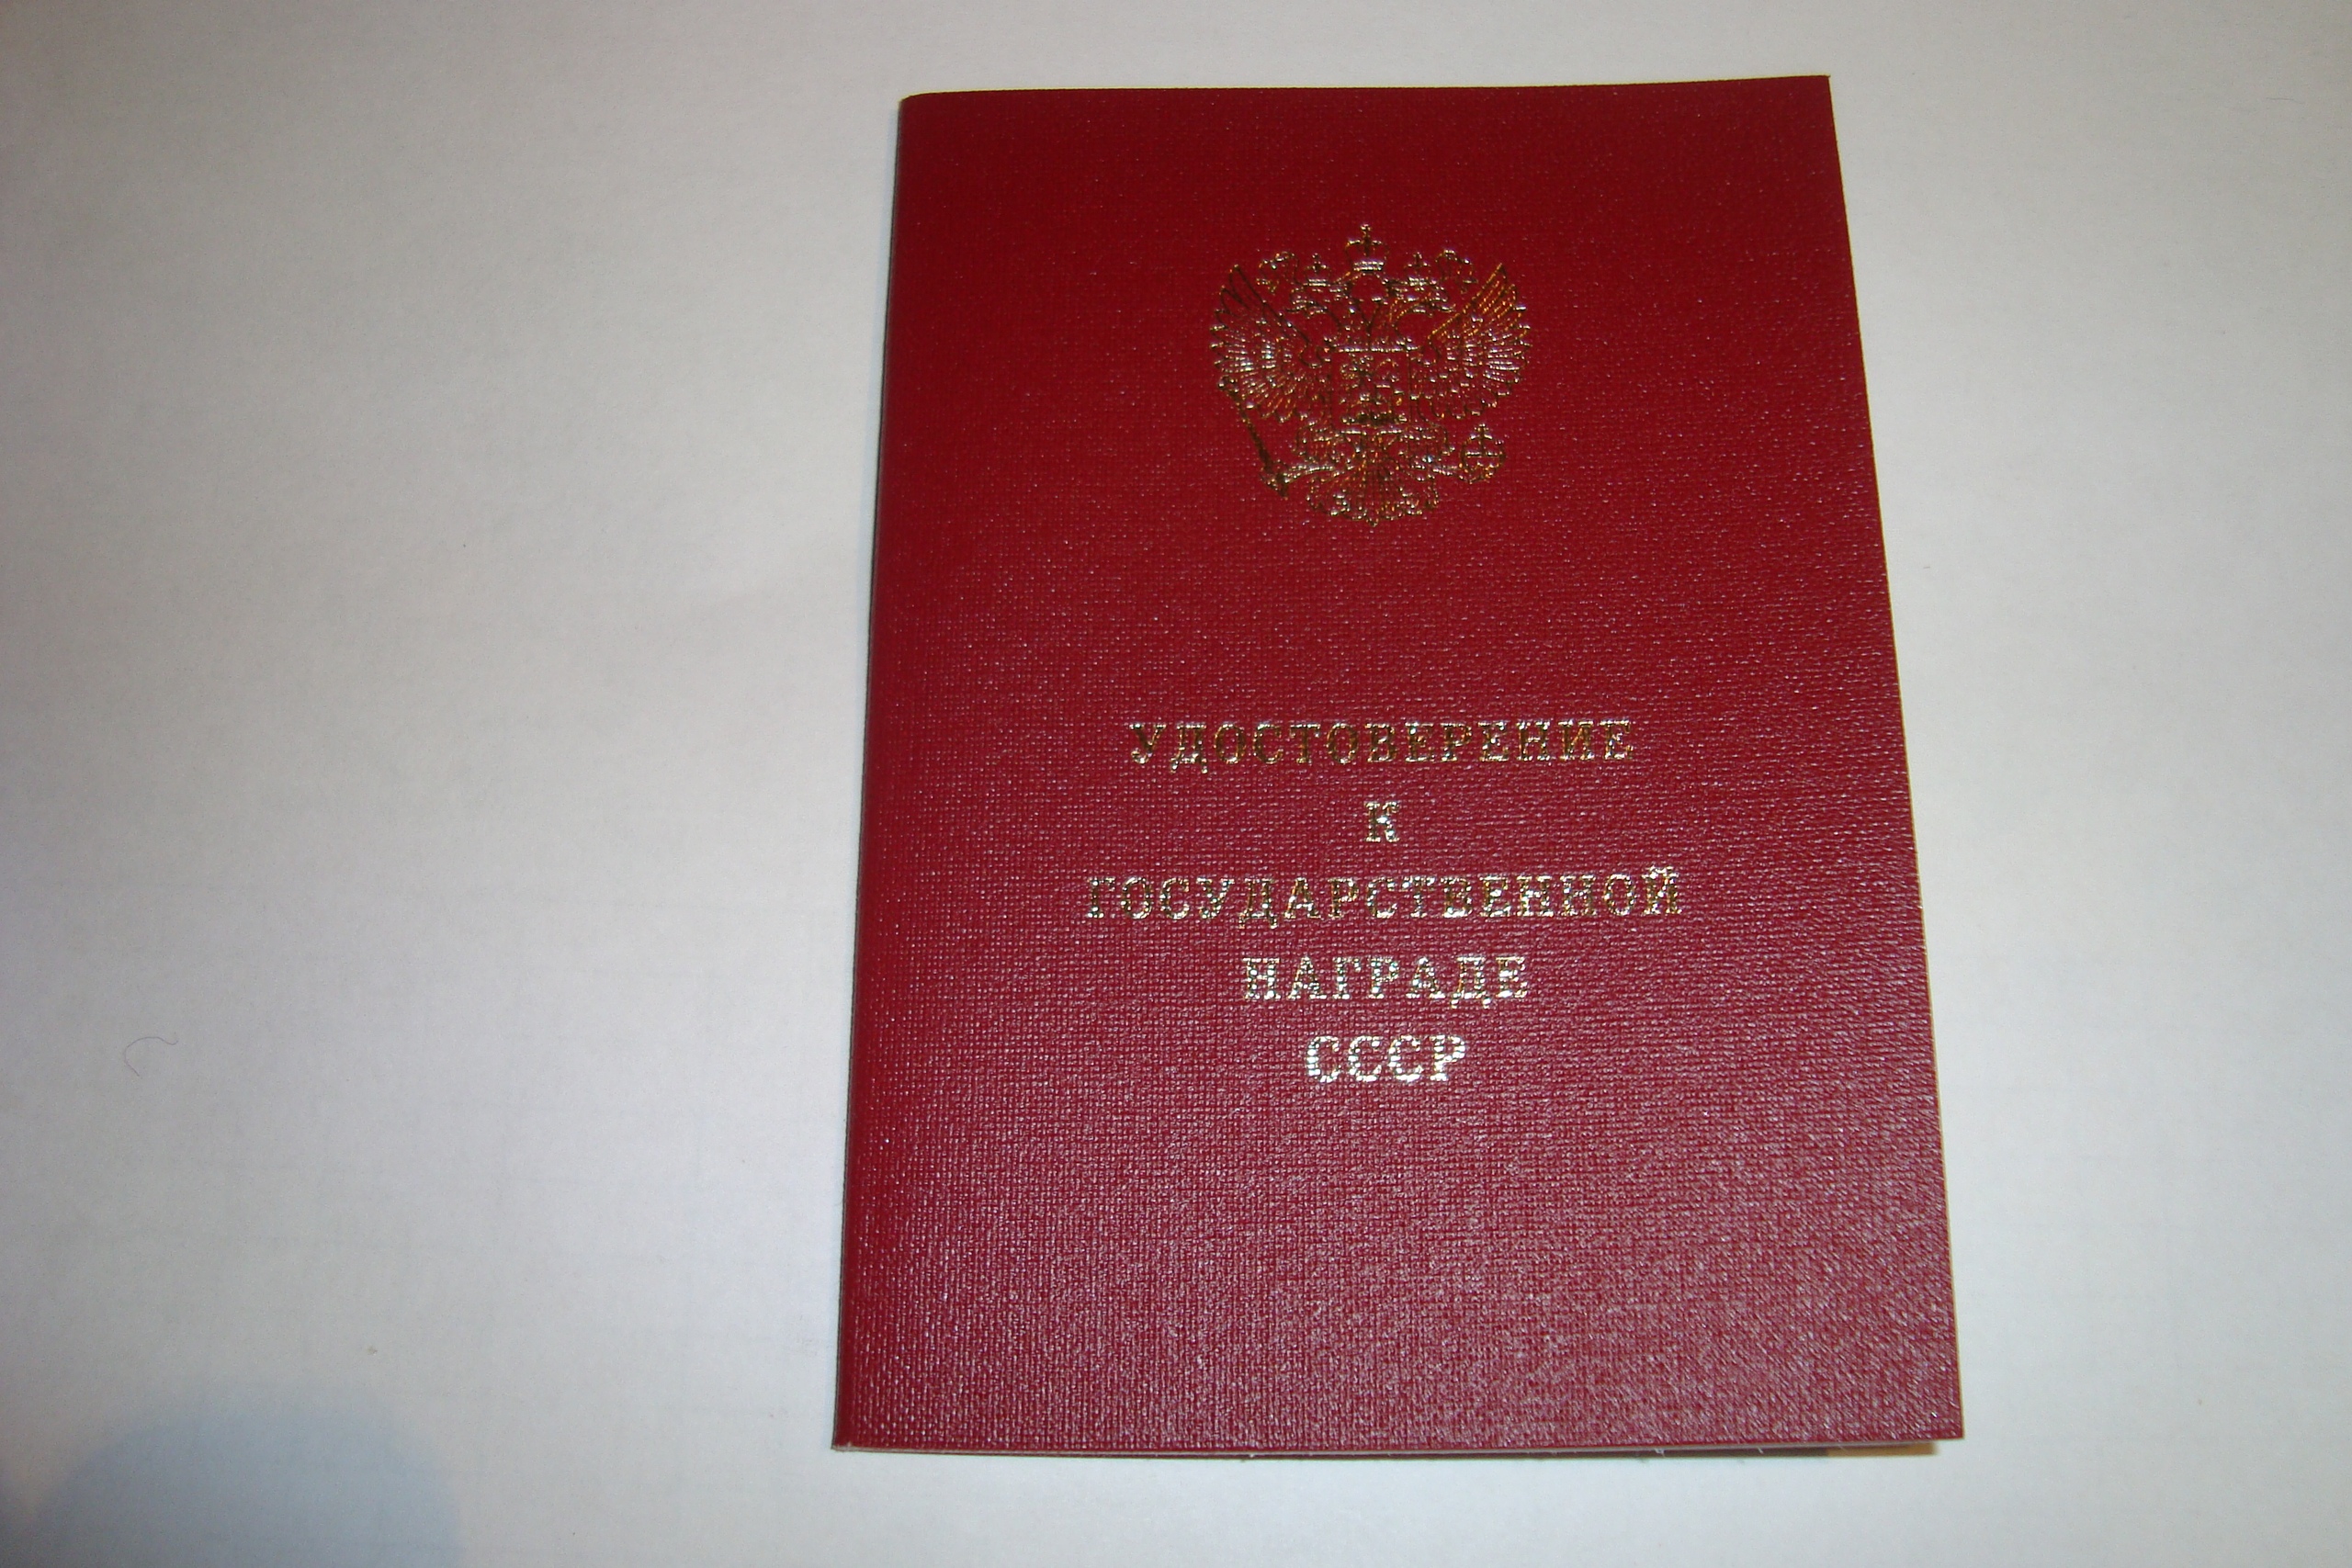 УДОСТОВЕРЕНИЕ
К
ГОСУДАРСТВЕННОЙ
НАГРАДЕ
СССР